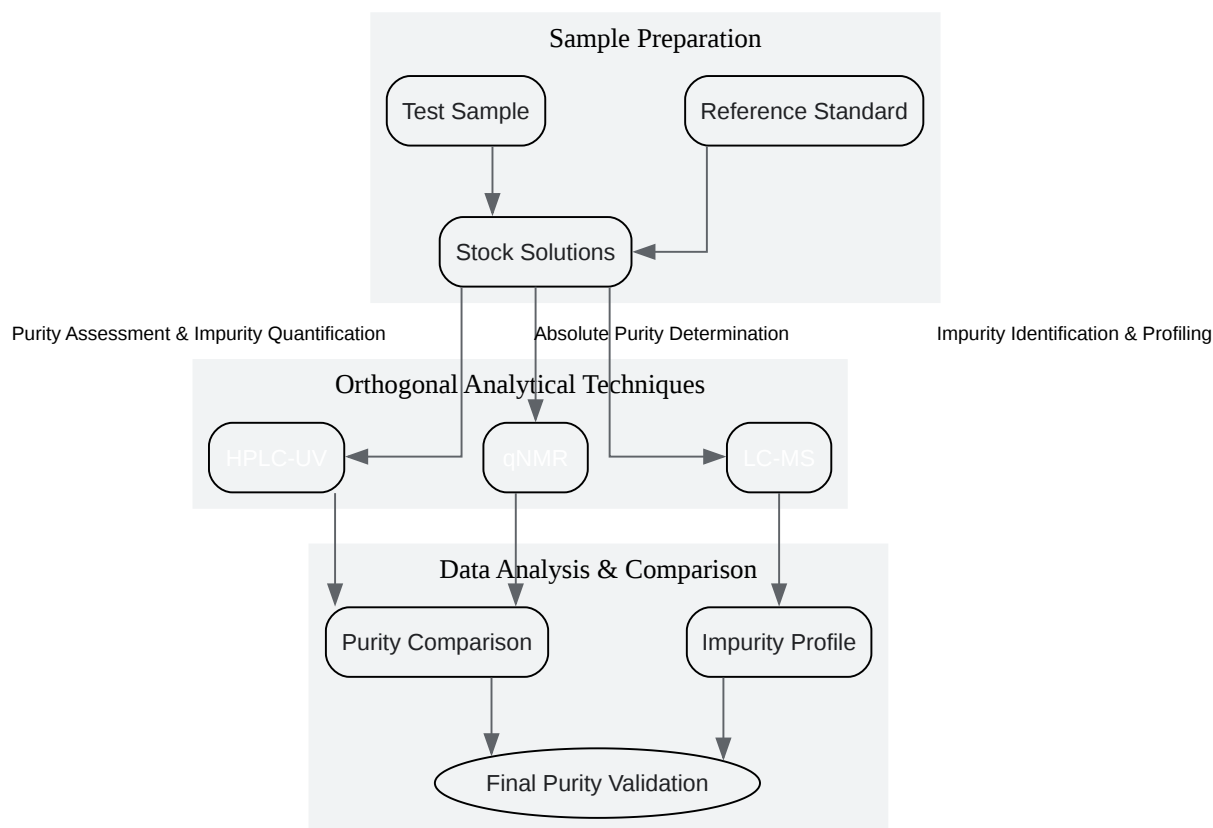 Sample Preparation
Test Sample
Reference Standard
Stock Solutions
Purity Assessment & Impurity Quantification
Absolute Purity Determination
Impurity Identification & Profiling
Orthogonal Analytical Techniques
HPLC-UV
qNMR
LC-MS
Data Analysis & Comparison
Purity Comparison
Impurity Profile
Final Purity Validation